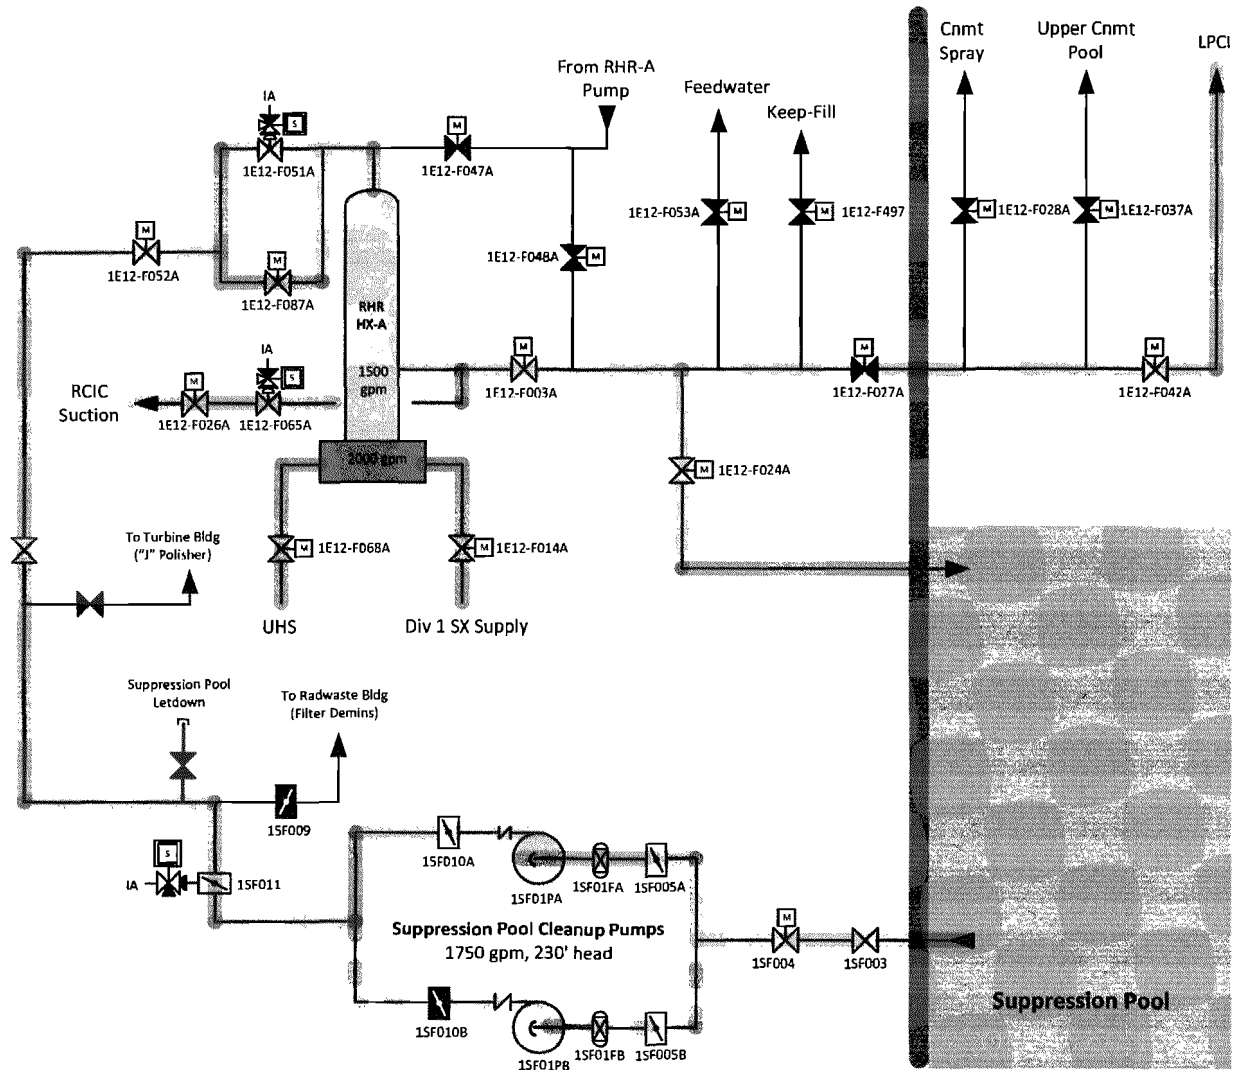 Cnmt
Spray
Upper Cnmt
Pool
LPCI
From RHR-A
Pump
Feedwater
Keep-Fill
IA
S
M
1E12-F051A
1E12-F047A
M
1E12-F052A
M
1E12-F087A
1E12-F048A
M
1E12-F053A
M
M
1E12-F497
M
1E12-F028A
M
1E12-F037A
RHR
HX-A
1500
gpm
2000 gpm
IA
S
M
RCIC
Suction
1E12-F026A
1E12-F065A
M
1E12-F003A
M
1E12-F077A
M
1E12-F042A
M
1E12-F024A
M
1E12-F068A
M
1E12-F014A
UHS
Div 1 SX Supply
To Turbine Bldg
("J" Polisher)
Suppression Pool
Letdown
To Radwaste Bldg
(Filter Demins)
1SF009
S
IA
1SF011
1SF010A
1SF01PA
1SF01FA
1SF005A
Suppression Pool Cleanup Pumps
1750 gpm, 230' head
M
1SF004
1SF003
1SF010B
1SF01PB
1SF01FB
1SF005B
Suppression Pool